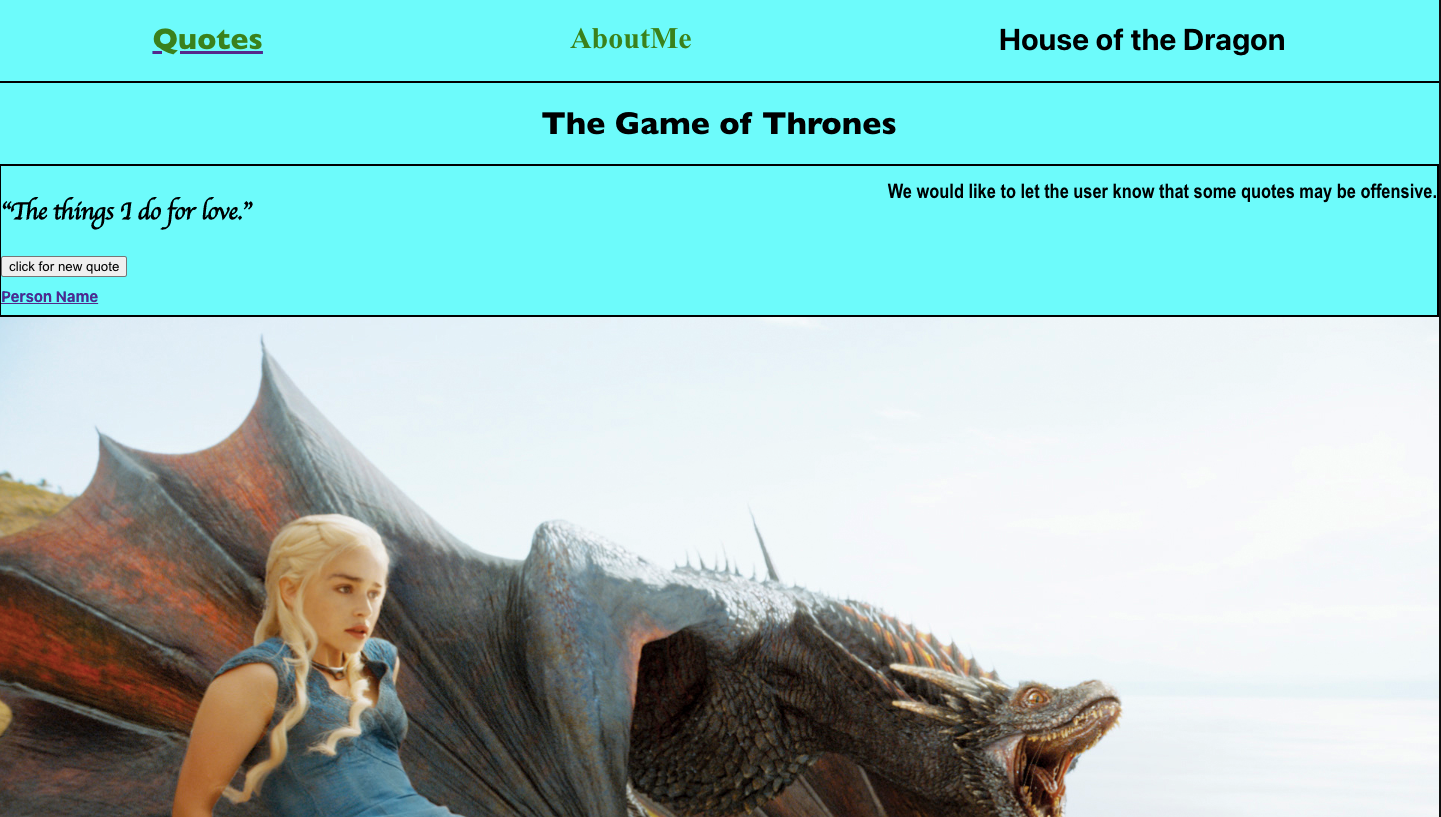 Quotes AboutMe House of the Dragon
The Game of Thrones
“The things I do for love.”
We would like to let the user know that some quotes may be offensive.
click for new quote
Person Name